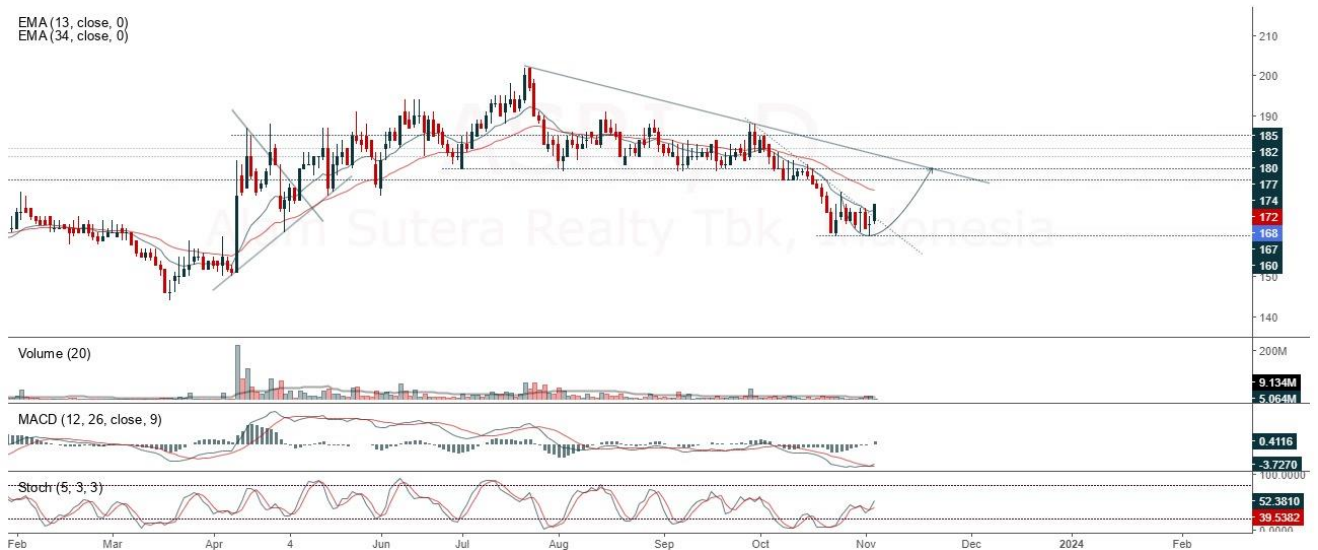 EMA (13, close, 0)
EMA (34, close, 0)
ASRI, D
Alam Sutera Realty Tbk, Indonesia
210
200
190
185
182
180
177
174
172
168
167
160
150
140
Volume (20)
200M
9.134M
5.064M
MACD (12, 26, close, 9)
0.4116
-3.7270
100.0000
Stoch (5, 3, 3)
52.3810
39.5382
0.0000
Feb Mar Apr 4 Jun Jul Aug Sep Oct Nov Dec 2024 Feb